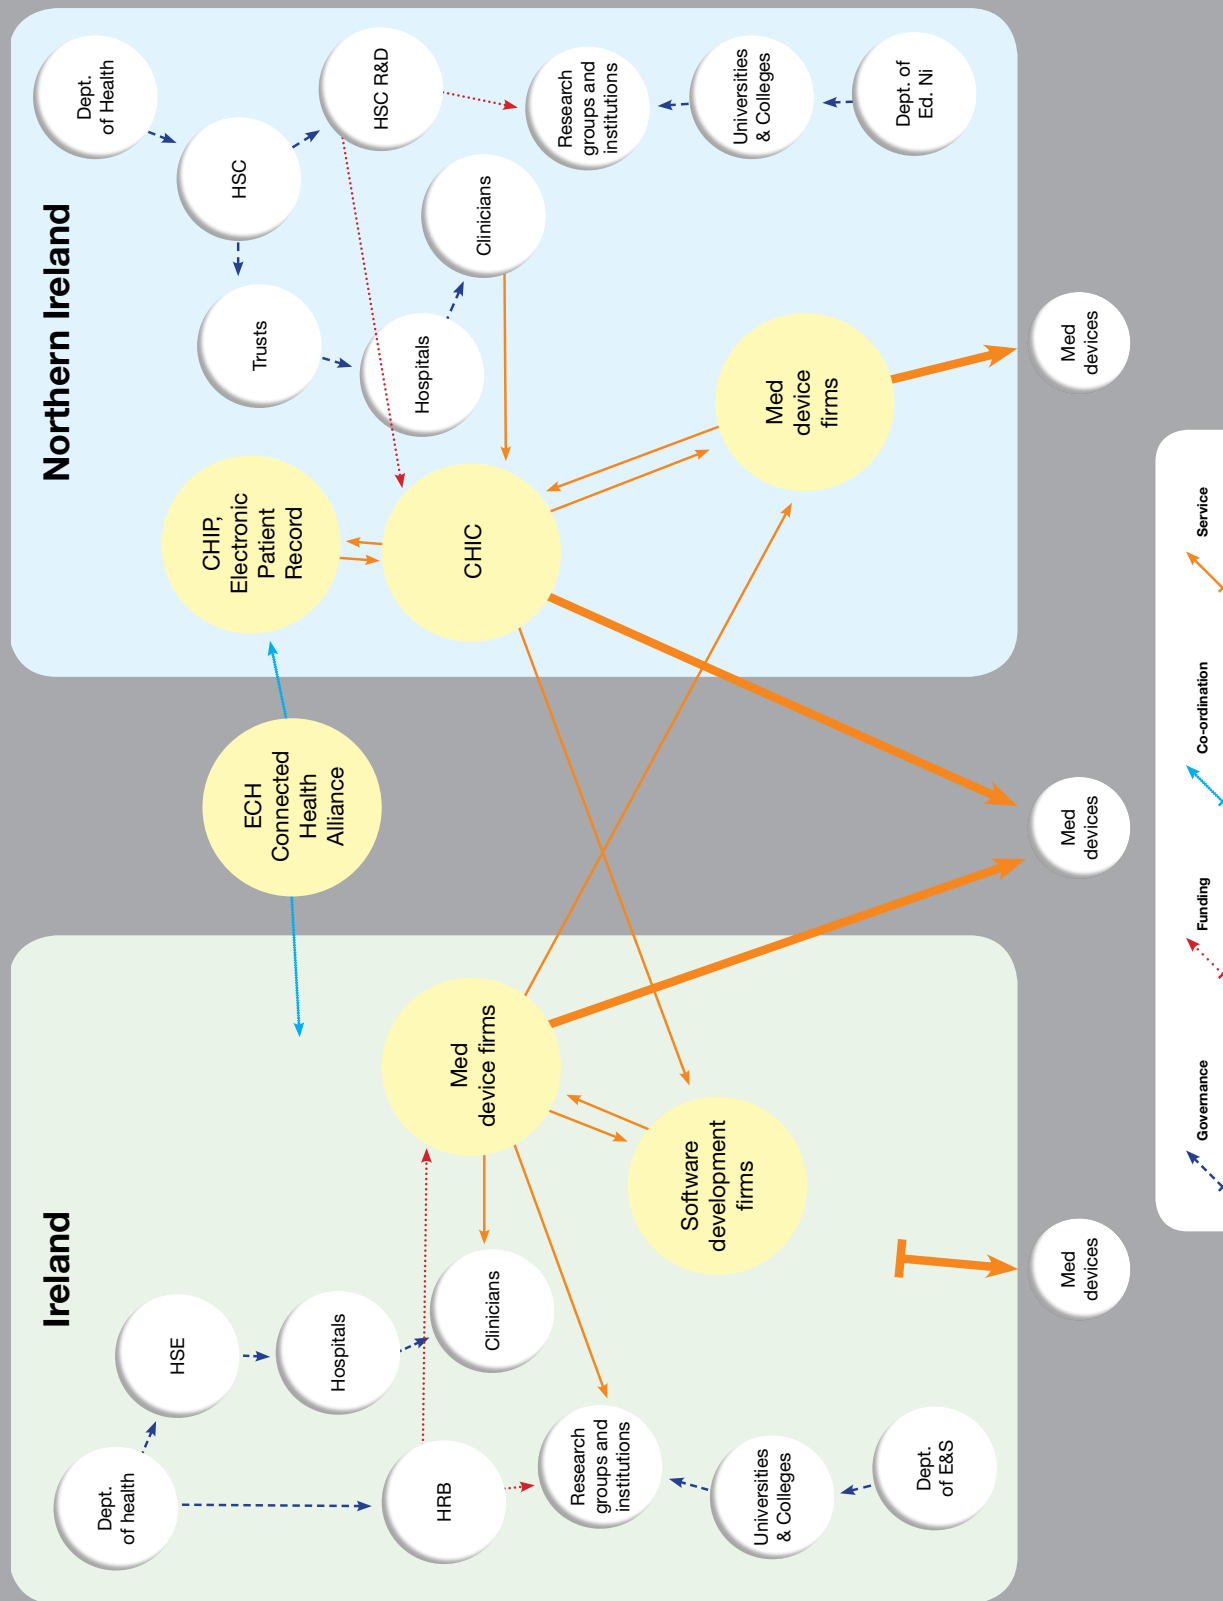 Ireland
Northern Ireland
Dept.
of health
HSE
Hospitals
HRB
Clinicians
Research
groups and
institutions
Universities
& Colleges
Dept.
of E&S
Med
device firms
Software
development
firms
ECH
Connected
Health
Alliance
CHIP,
Electronic
Patient
Record
CHIC
Med
device
firms
Trusts
Hospitals
HSC
Dept.
of Health
HSC R&D
Clinicians
Research
groups and
institutions
Universities
& Colleges
Dept. of
Ed. Ni
Med
devices
Med
devices
Med
devices
Governance
Funding
Co-ordination
Service